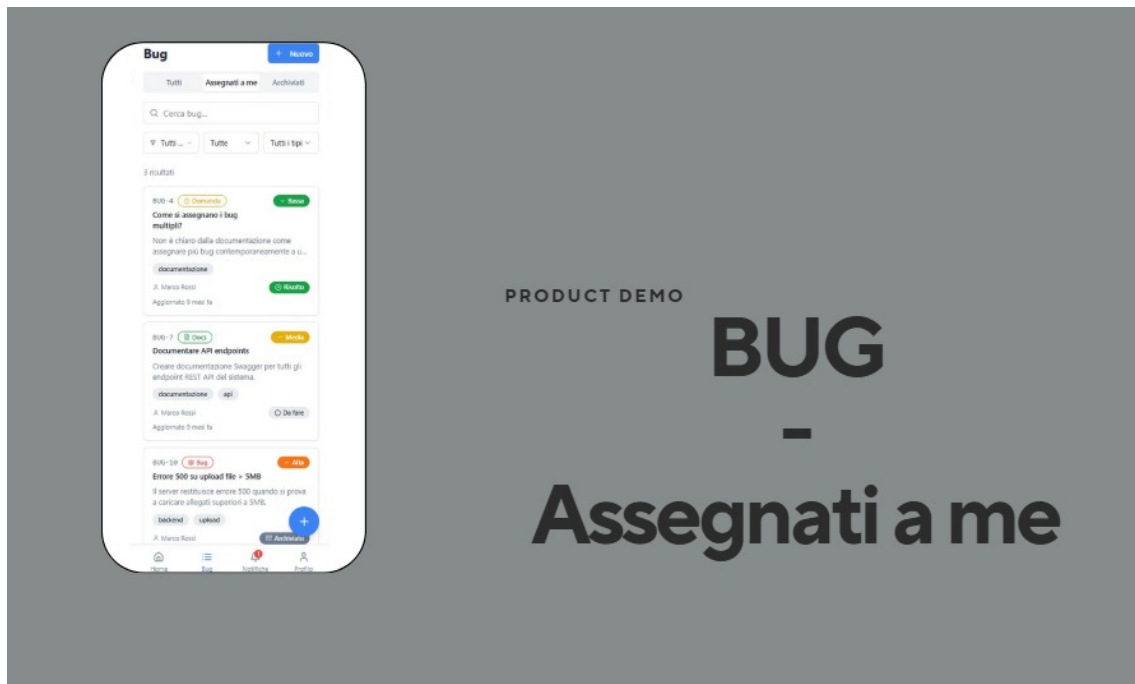 Bug
+ Nuovo
Tutti Assegnati a me Archiviati
Cerca bug...
Tutti ... Tutte Tutti i tipi
3 risultati
BUG-4 Domanda Bassa
Come si assegnano i bug
multipli?
Non è chiaro dalla documentazione come
assegnare più bug contemporaneamente a u...
documentazione
Marco Rossi Risolto
Aggiornato 9 mesi fa
BUG-7 Docs Media
Documentare API endpoints
Creare documentazione Swagger per tutti gli
endpoint REST API del sistema.
documentazione api
Marco Rossi Da fare
Aggiornato 9 mesi fa
BUG-10 Bug Alta
Errore 500 su upload file > 5MB
Il server restituisce errore 500 quando si prova
a caricare allegati superiori a 5MB.
backend upload
+
Marco Rossi Archiviato
1
Home Bug Notifiche Profilo
PRODUCT DEMO
BUG
-
Assegnati a me